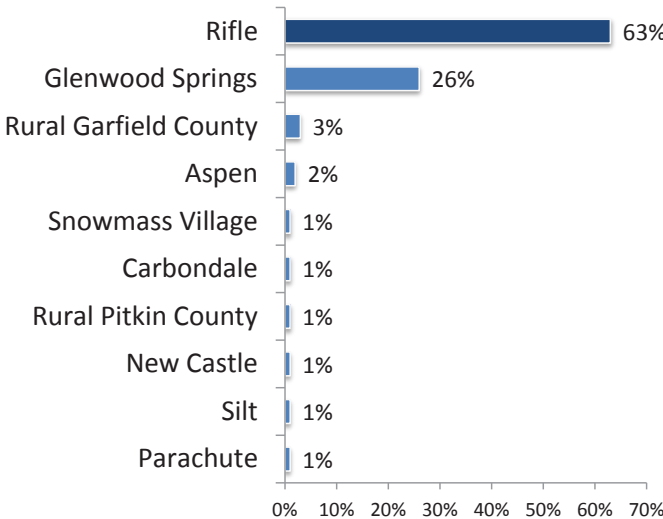 Rifle 63%
Glenwood Springs 26%
Rural Garfield County 3%
Aspen 2%
Snowmass Village 1%
Carbondale 1%
Rural Pitkin County 1%
New Castle 1%
Silt 1%
Parachute 1%
0% 10% 20% 30% 40% 50% 60% 70%